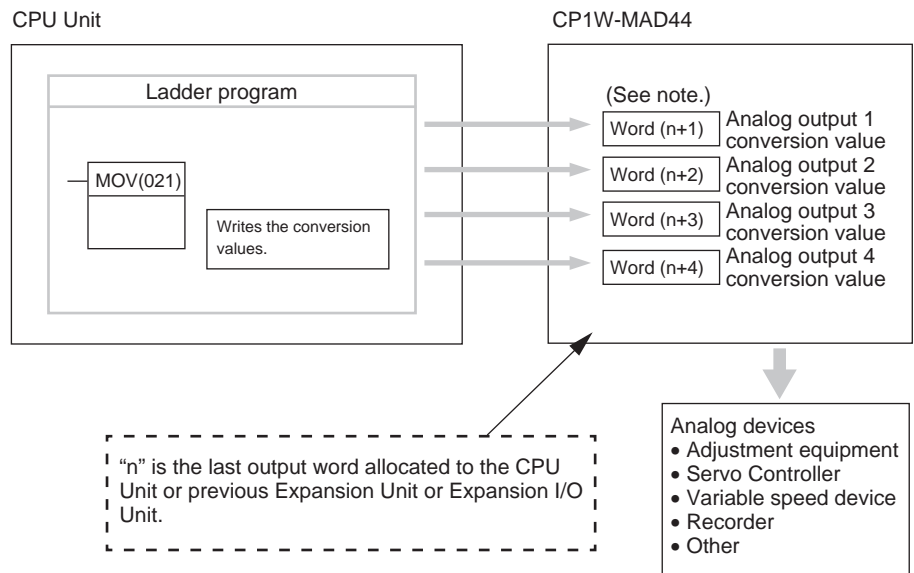 CPU Unit
CP1W-MAD44
Ladder program
MOV(021)
Writes the conversion
values.
(See note.)
Word (n+1)
Analog output 1
conversion value
Word (n+2)
Analog output 2
conversion value
Word (n+3)
Analog output 3
conversion value
Word (n+4)
Analog output 4
conversion value
“n” is the last output word allocated to the CPU
Unit or previous Expansion Unit or Expansion I/O
Unit.
Analog devices
• Adjustment equipment
• Servo Controller
• Variable speed device
• Recorder
• Other